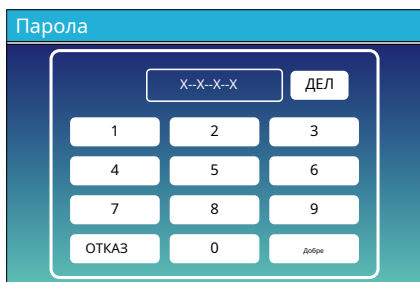 Парола
X--X--X--X ДЕЛ
1 2 3
4 5 6
7 8 9
ОТКАЗ 0 Добре